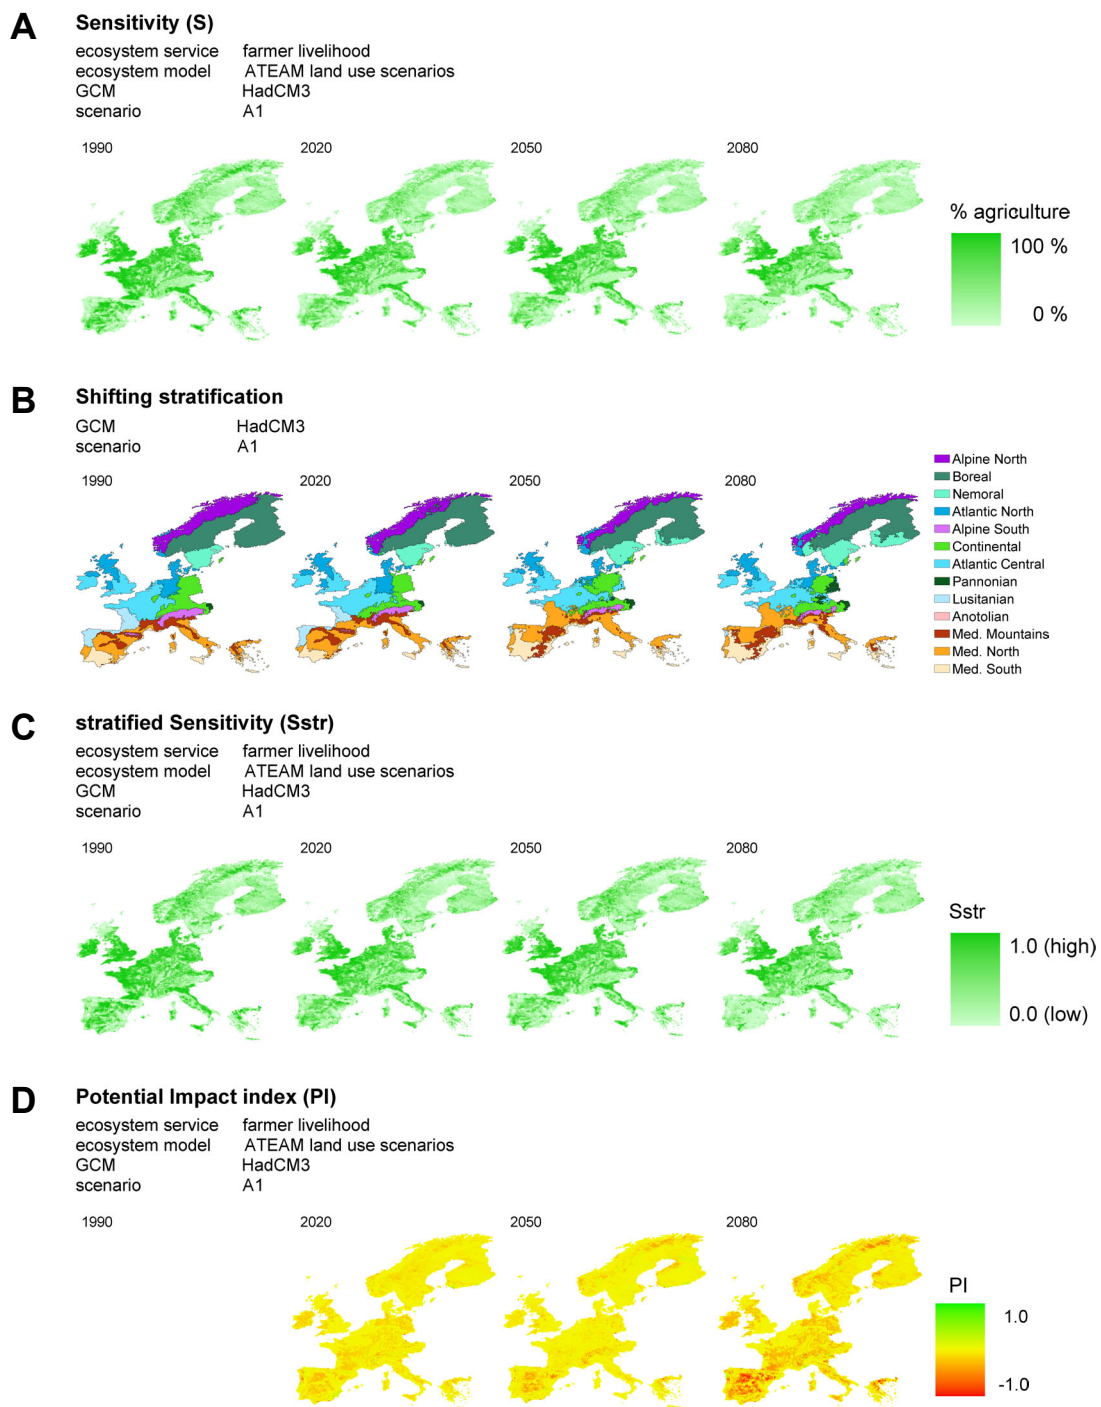 A
Sensitivity (S)
ecosystem service farmer livelihood
ecosystem model ATEAM land use scenarios
GCM HadCM3
scenario A1
1990 2020 2050 2080
% agriculture
100 %
0 %
B
Shifting stratification
GCM HadCM3
scenario A1
1990 2020 2050 2080
Alpine North
Boreal
Nemoral
Atlantic North
Alpine South
Continental
Atlantic Central
Pannonian
Lusitanian
Anotolian
Med. Mountains
Med. North
Med. South
C
stratified Sensitivity (Sstr)
ecosystem service farmer livelihood
ecosystem model ATEAM land use scenarios
GCM HadCM3
scenario A1
1990 2020 2050 2080
Sstr
1.0 (high)
0.0 (low)
D
Potential Impact index (PI)
ecosystem service farmer livelihood
ecosystem model ATEAM land use scenarios
GCM HadCM3
scenario A1
1990 2020 2050 2080
PI
1.0
-1.0